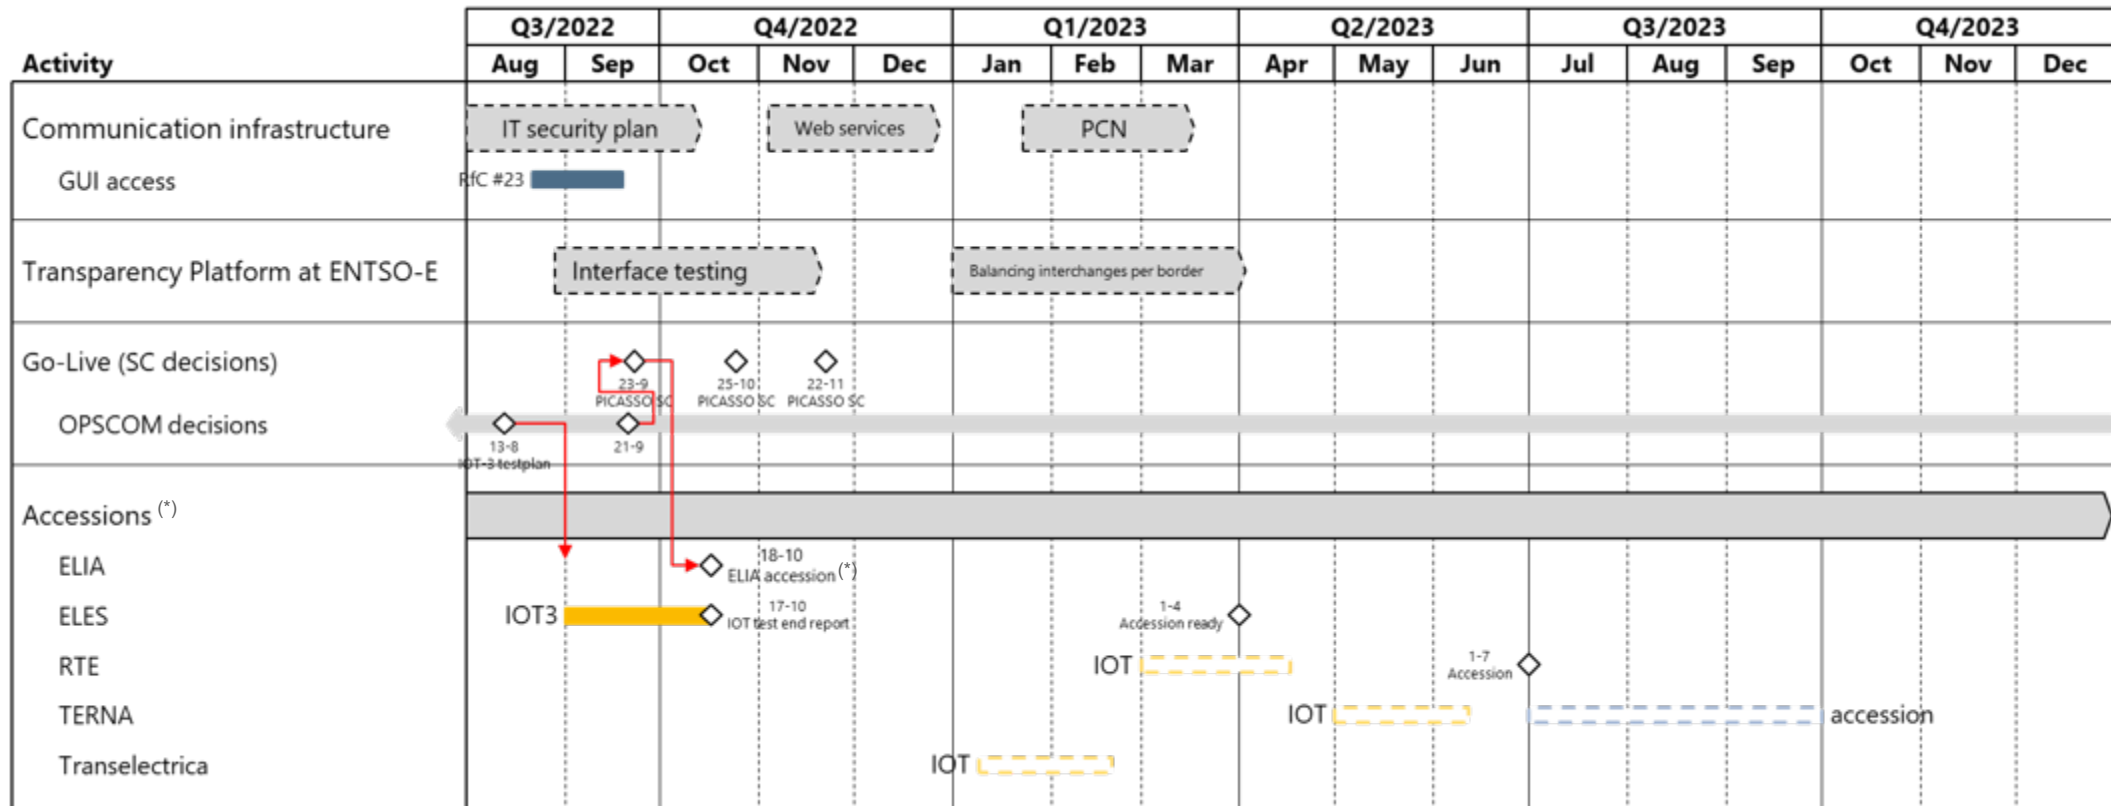 Q3/2022 Q4/2022 Q1/2023 Q2/2023 Q3/2023 Q4/2023
Activity Aug Sep Oct Nov Dec Jan Feb Mar Apr May Jun Jul Aug Sep Oct Nov Dec
Communication infrastructure IT security plan Web services PCN
GUI access RfC #23
Transparency Platform at ENTSO-E Interface testing Balancing interchanges per border
Go-Live (SC decisions)
23-9 25-10 22-11
PICASSO SC PICASSO SC PICASSO SC
OPSCOM decisions
13-8 21-9
IOT-3 testplan
Accessions (*)
ELIA 18-10
ELIA accession (*)
ELES IOT3 17-10 1-4
IOT test end report Accession ready
RTE IOT 1-7
Accession
TERNA IOT accession
Transelectrica IOT